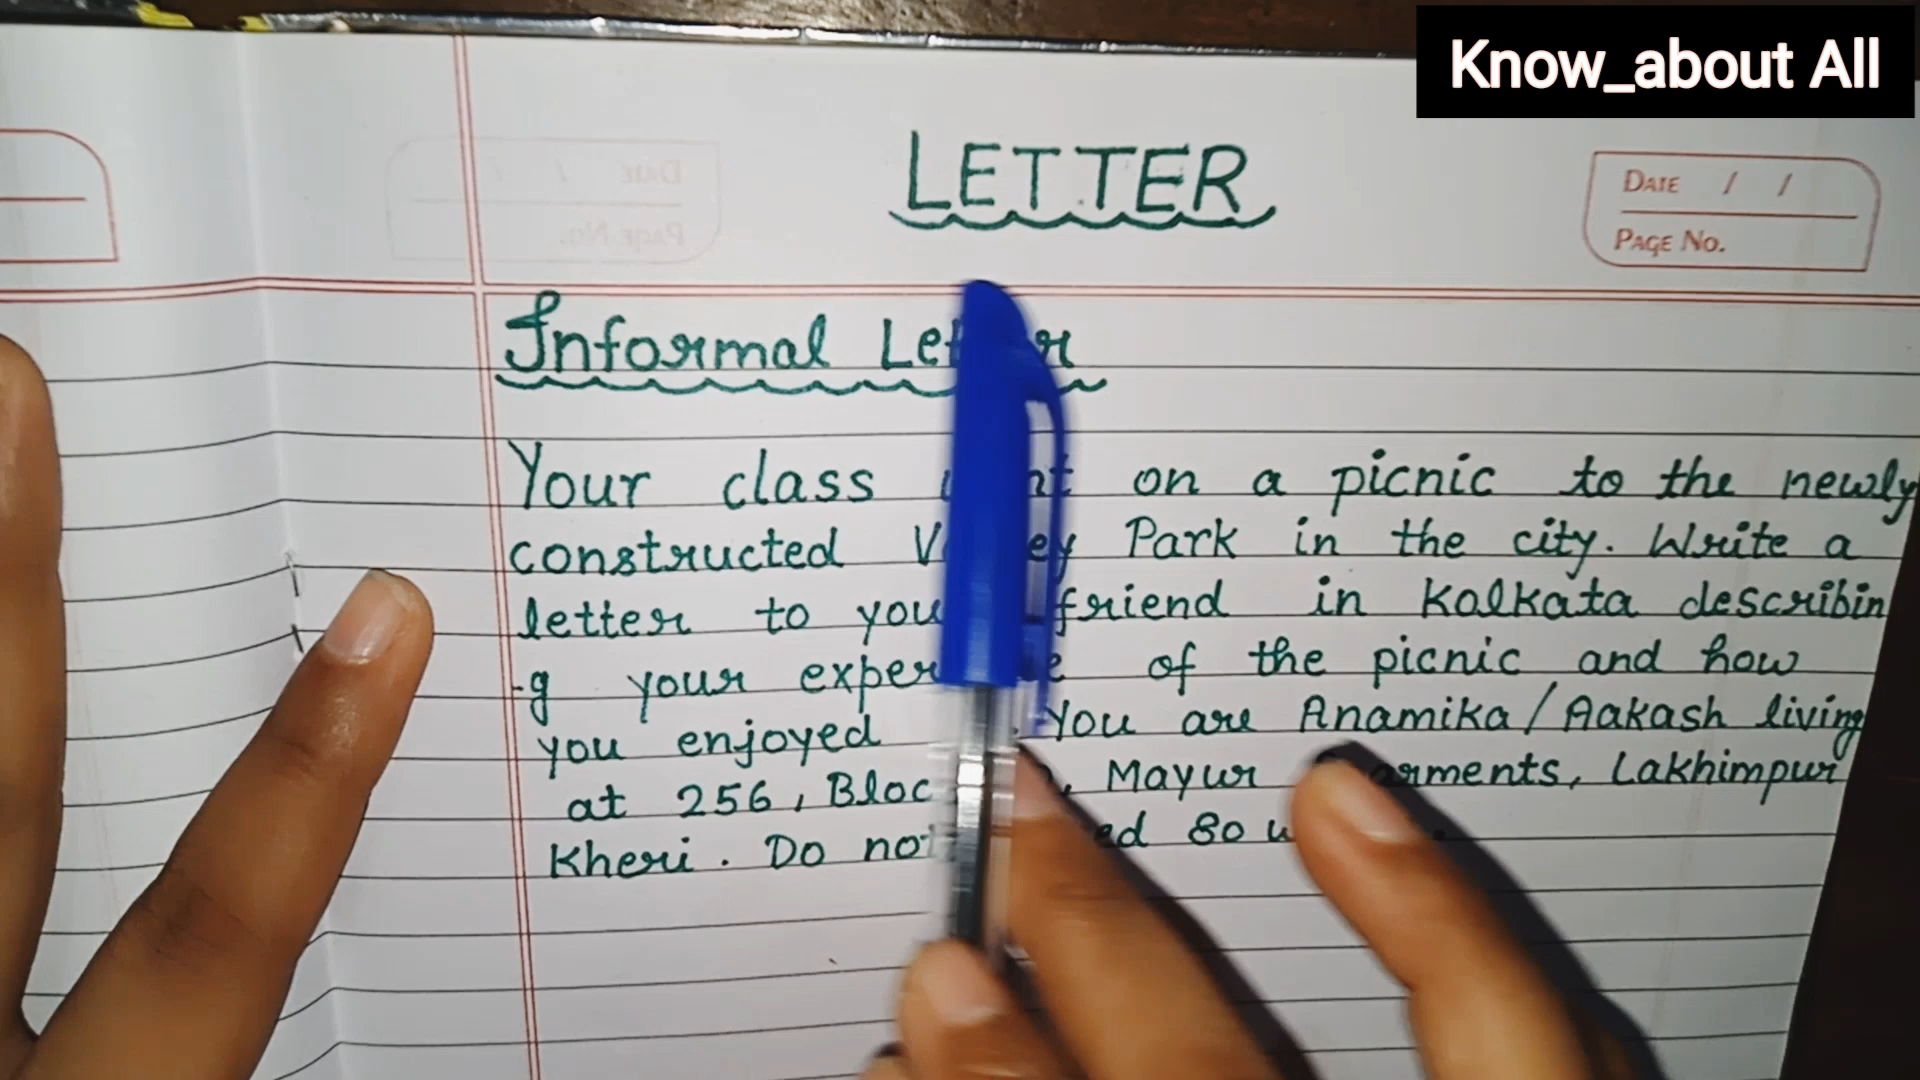 Know_about All
LETTER
DATE / /
PAGE No.
Informal
Your class on a picnic to the newly
constructed Park in the city. Write a
letter to friend in Kolkata describin
-g your of the picnic and how
you enjoyed You are Anamika/Aakash living
at 256, Mayur Lakhimpur
Kheri. Do 80